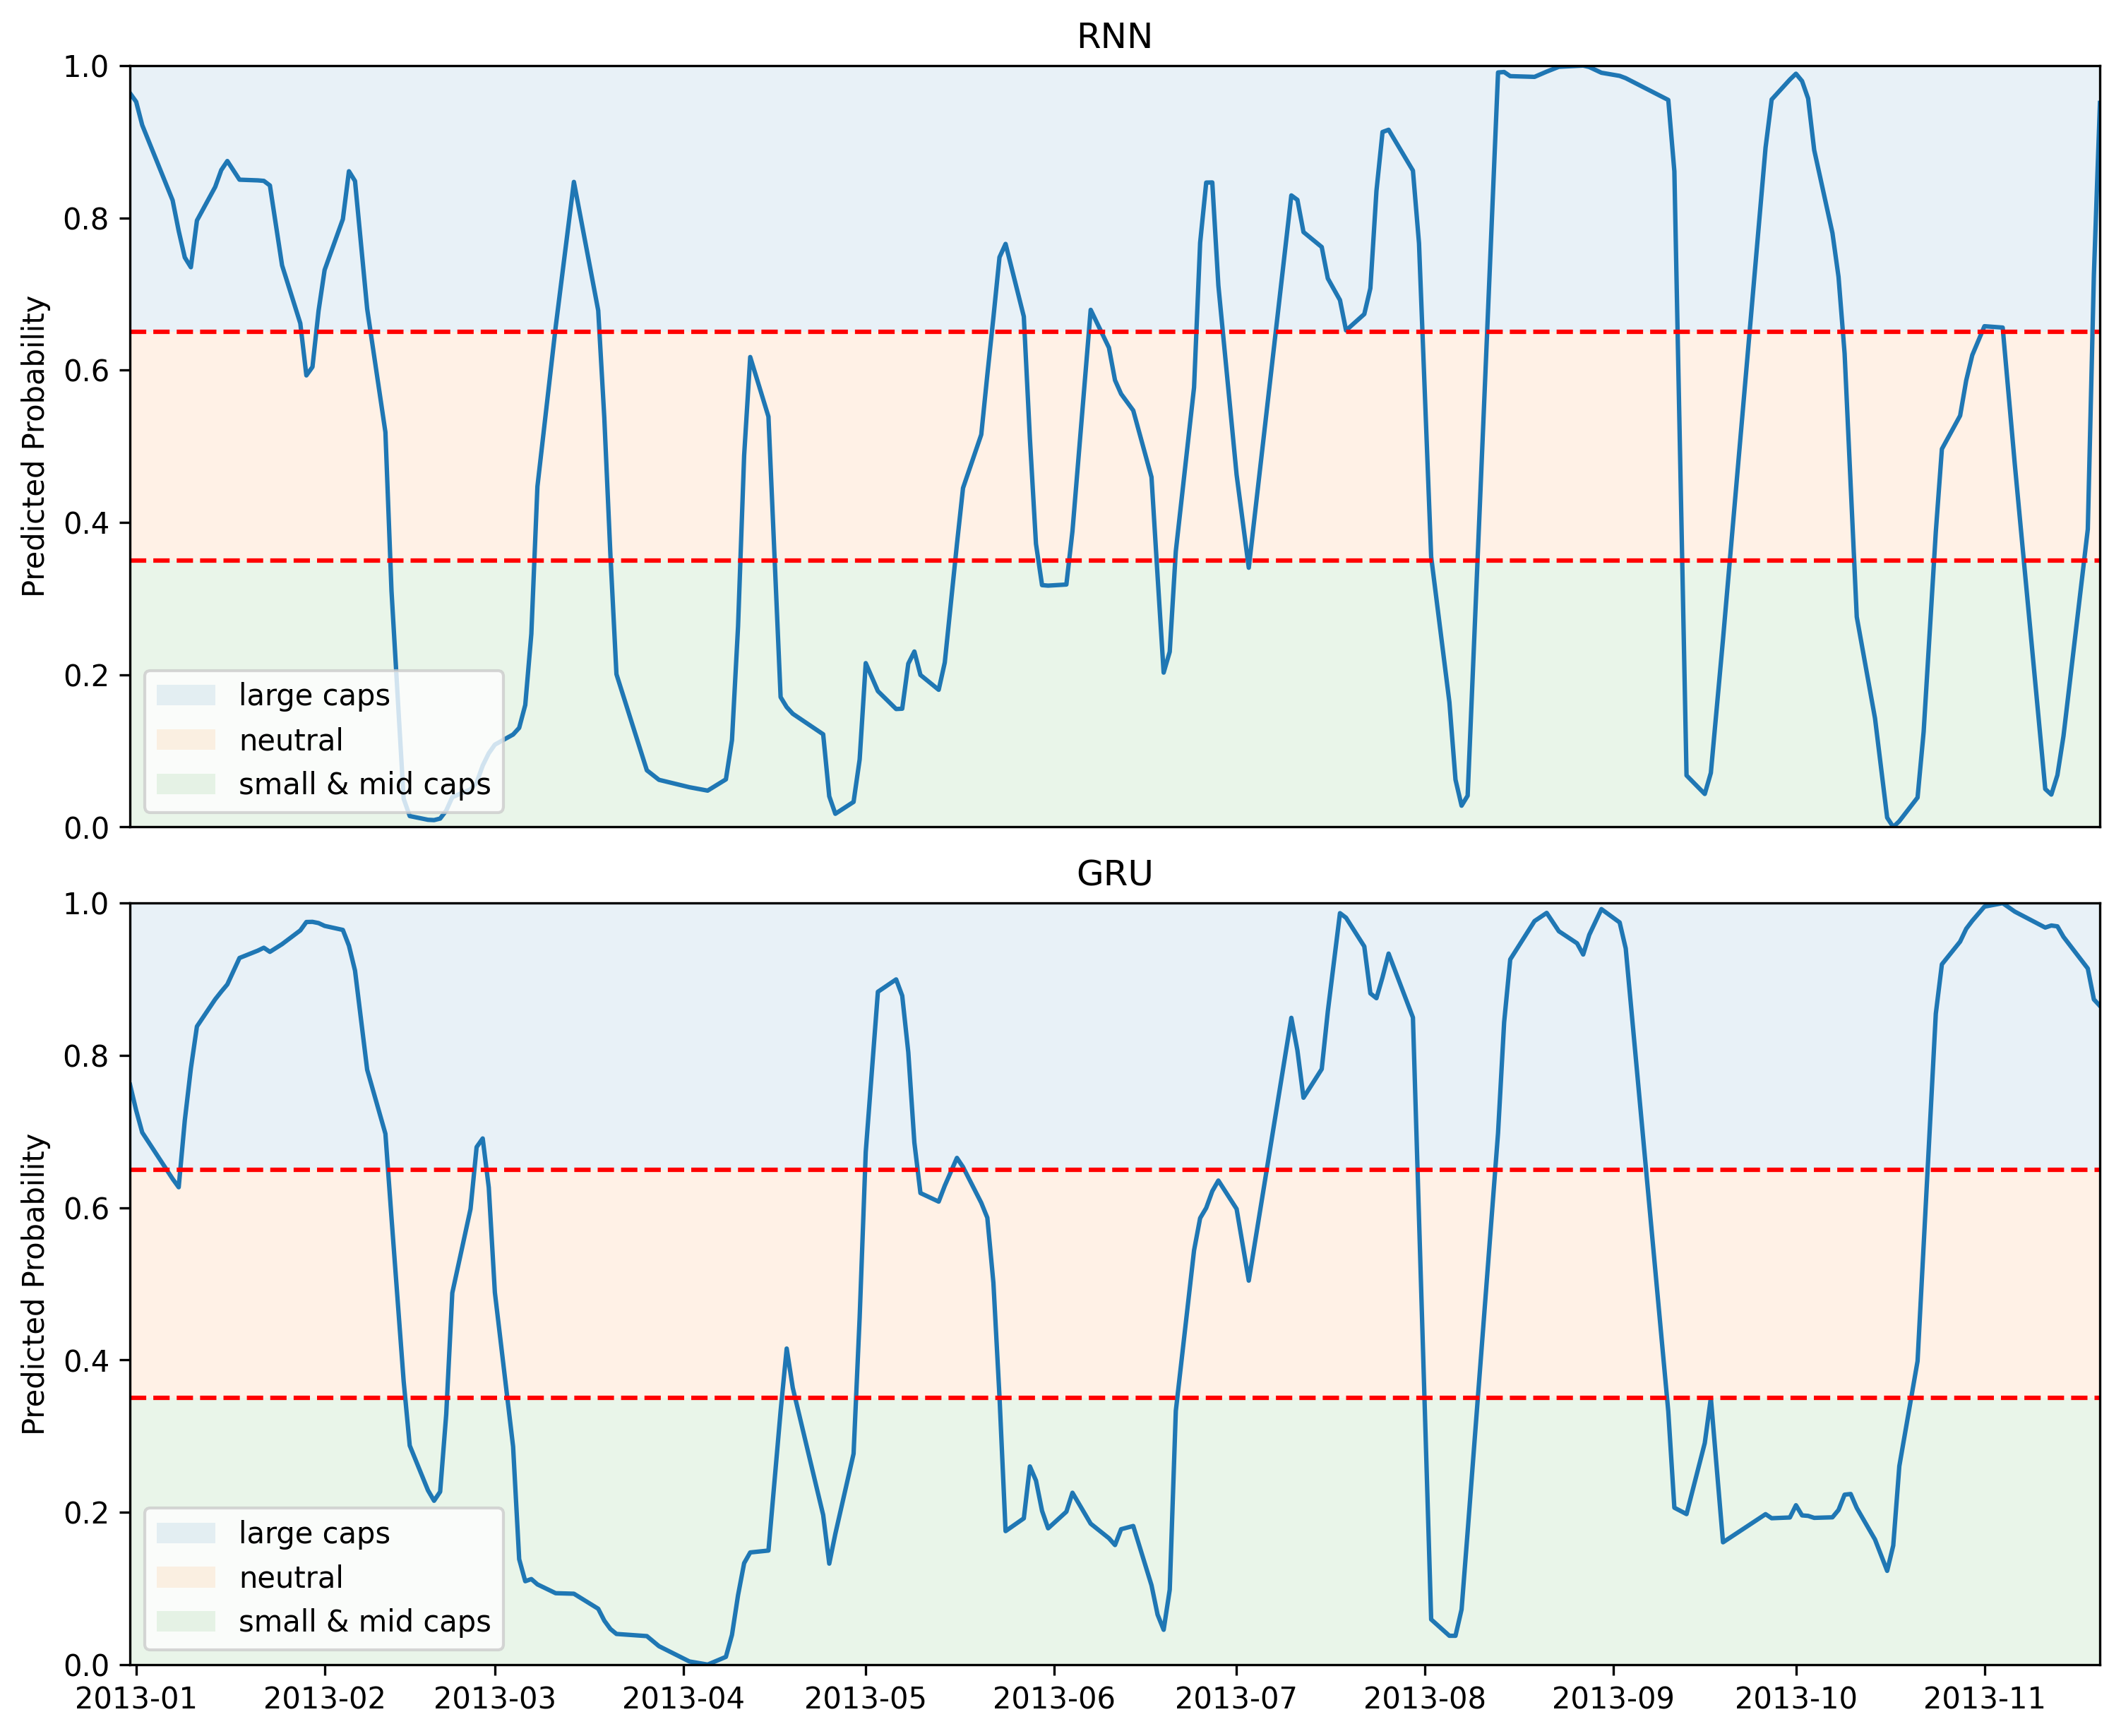 RNN
1.0
0.8
0.6
0.4
0.2
0.0
Predicted Probability
large caps
neutral
small & mid caps
GRU
1.0
0.8
0.6
0.4
0.2
0.0
Predicted Probability
large caps
neutral
small & mid caps
2013-01 2013-02 2013-03 2013-04 2013-05 2013-06 2013-07 2013-08 2013-09 2013-10 2013-11